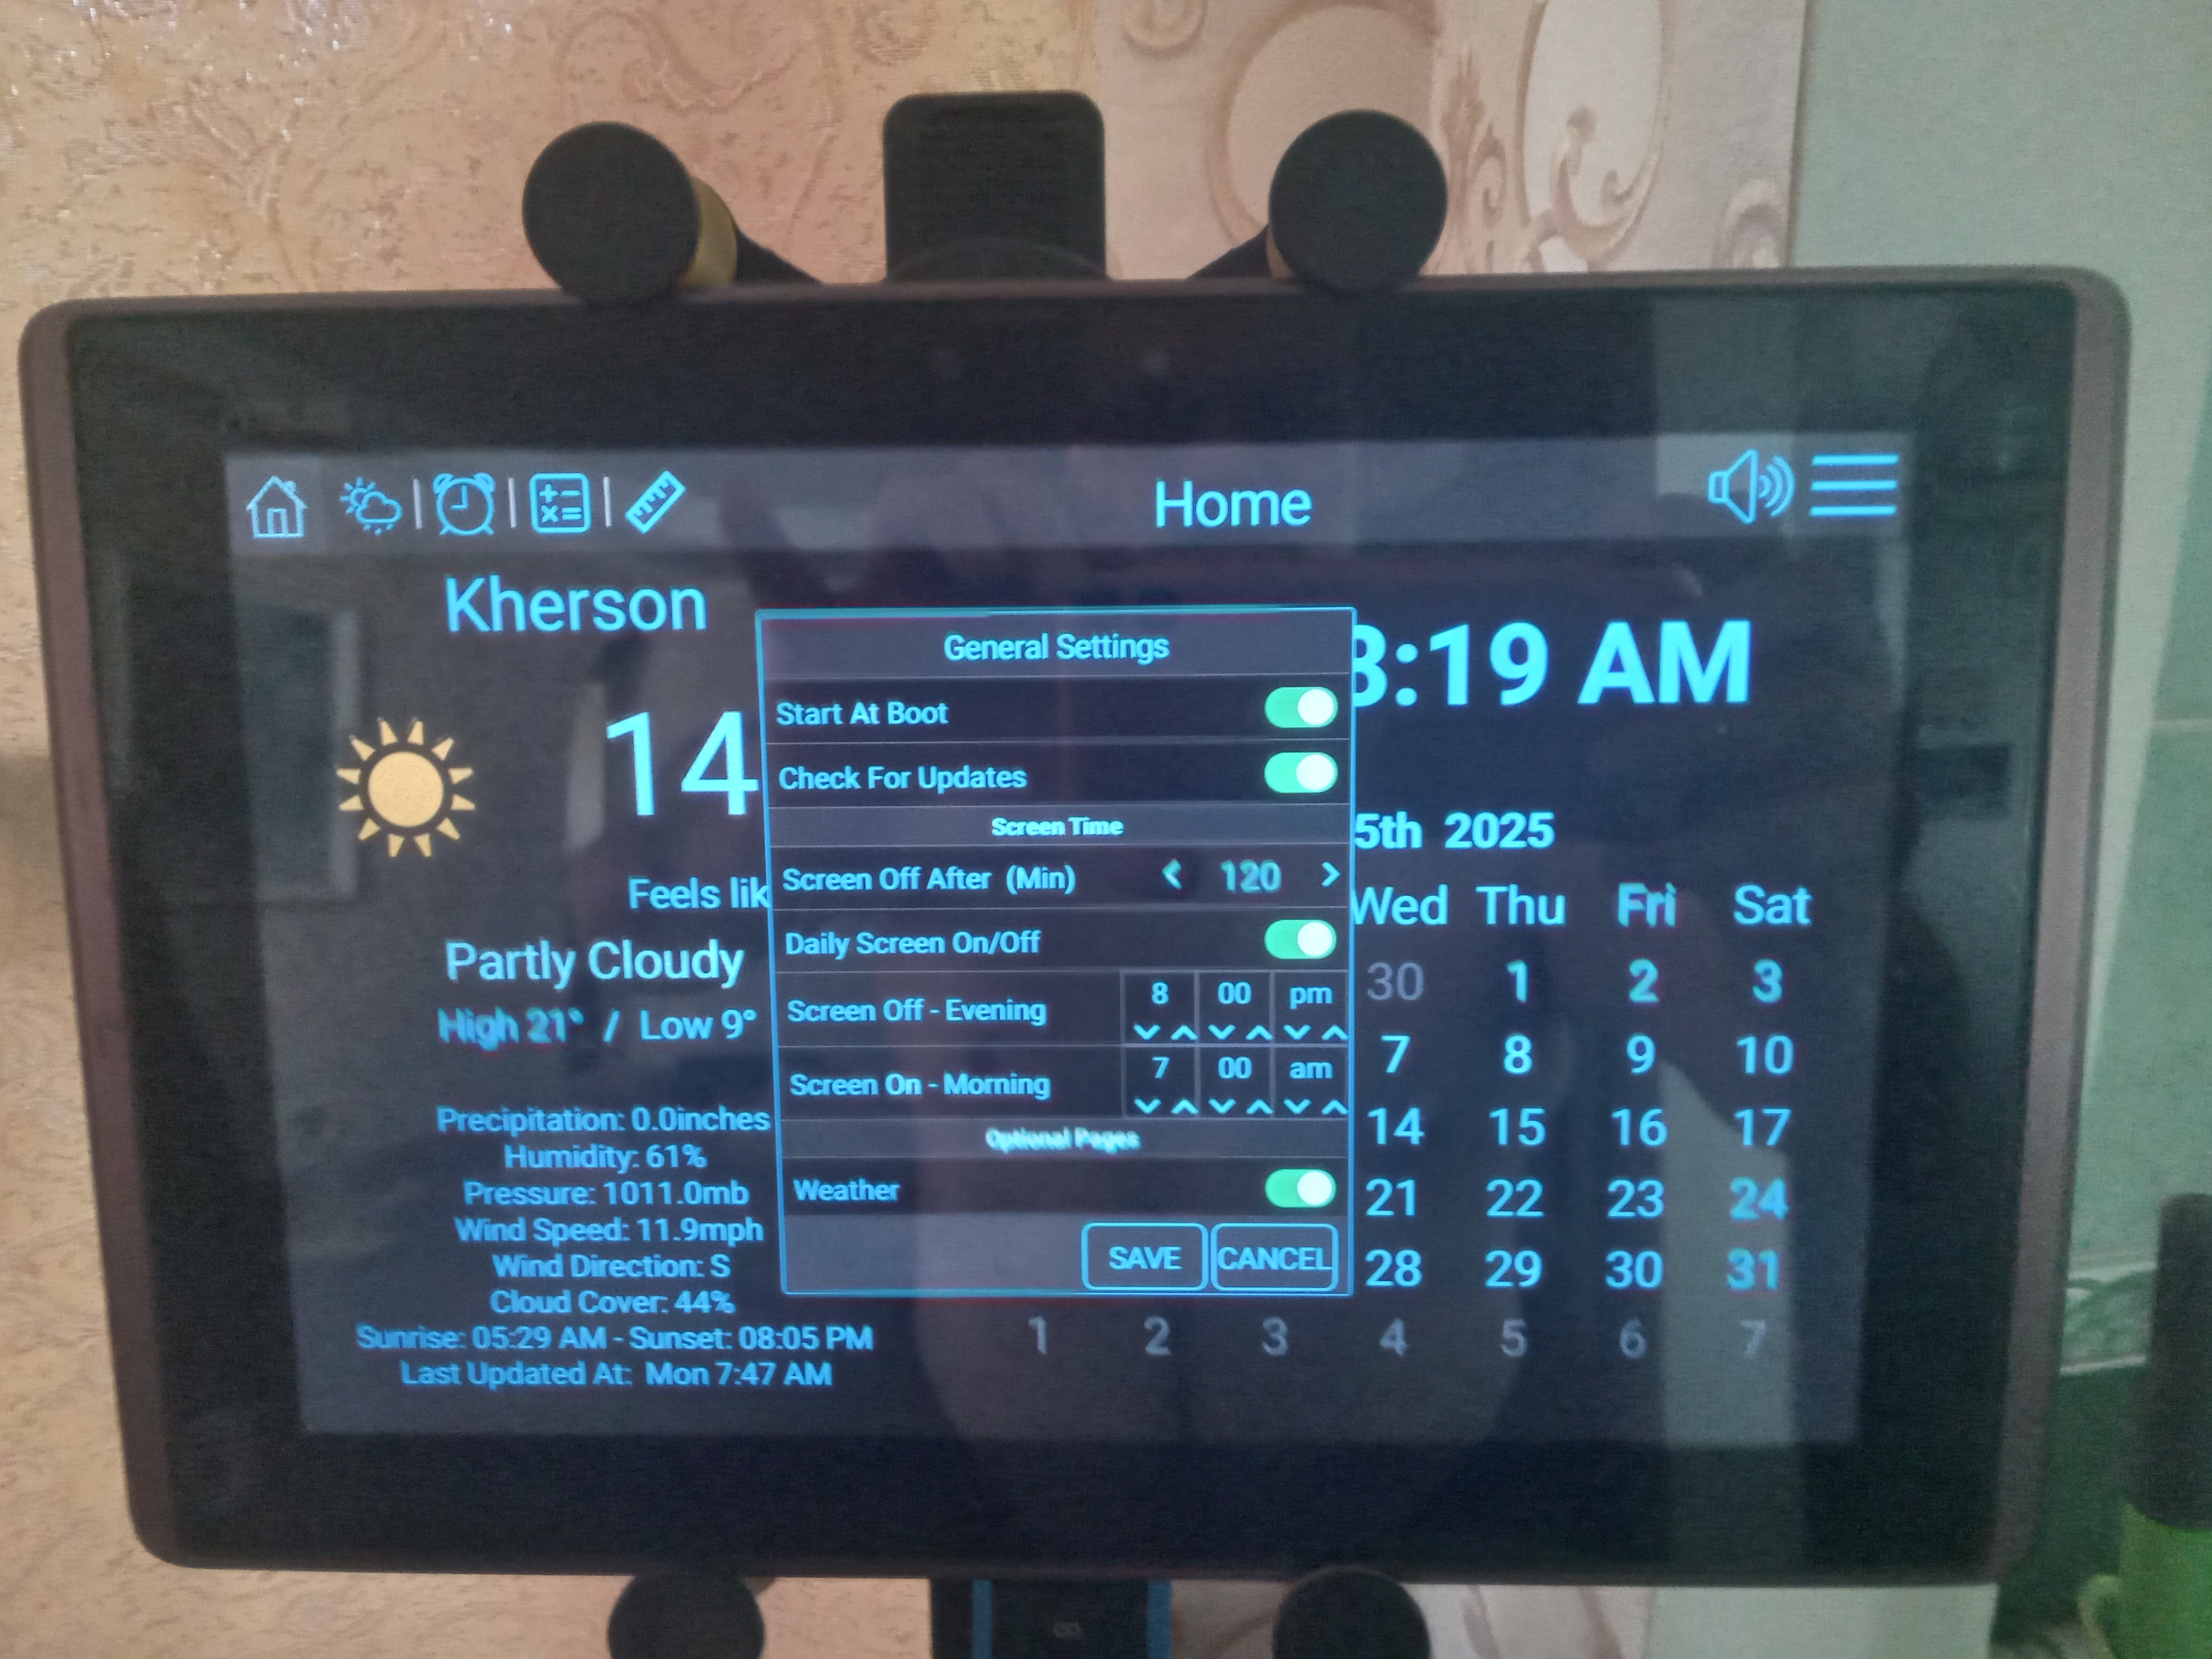 Home
Kherson
14
Feels lik
Partly Cloudy
High 21° / Low 9°
Precipitation: 0.0inches
Humidity: 61%
Pressure: 1011.0mb
Wind Speed: 11.9mph
Wind Direction: S
Cloud Cover: 44%
Sunrise: 05:29 AM - Sunset: 08:05 PM
Last Updated At: Mon 7:47 AM
General Settings
Start At Boot
Check For Updates
Screen Time
Screen Off After (Min) < 120 >
Daily Screen On/Off
Screen Off - Evening 8 00 pm
Screen On - Morning 7 00 am
Optional Pages
Weather
SAVE CANCEL
8:19 AM
5th 2025
Wed Thu Fri Sat
30 1 2 3
7 8 9 10
14 15 16 17
21 22 23 24
28 29 30 31
1 2 3 4 5 6 7